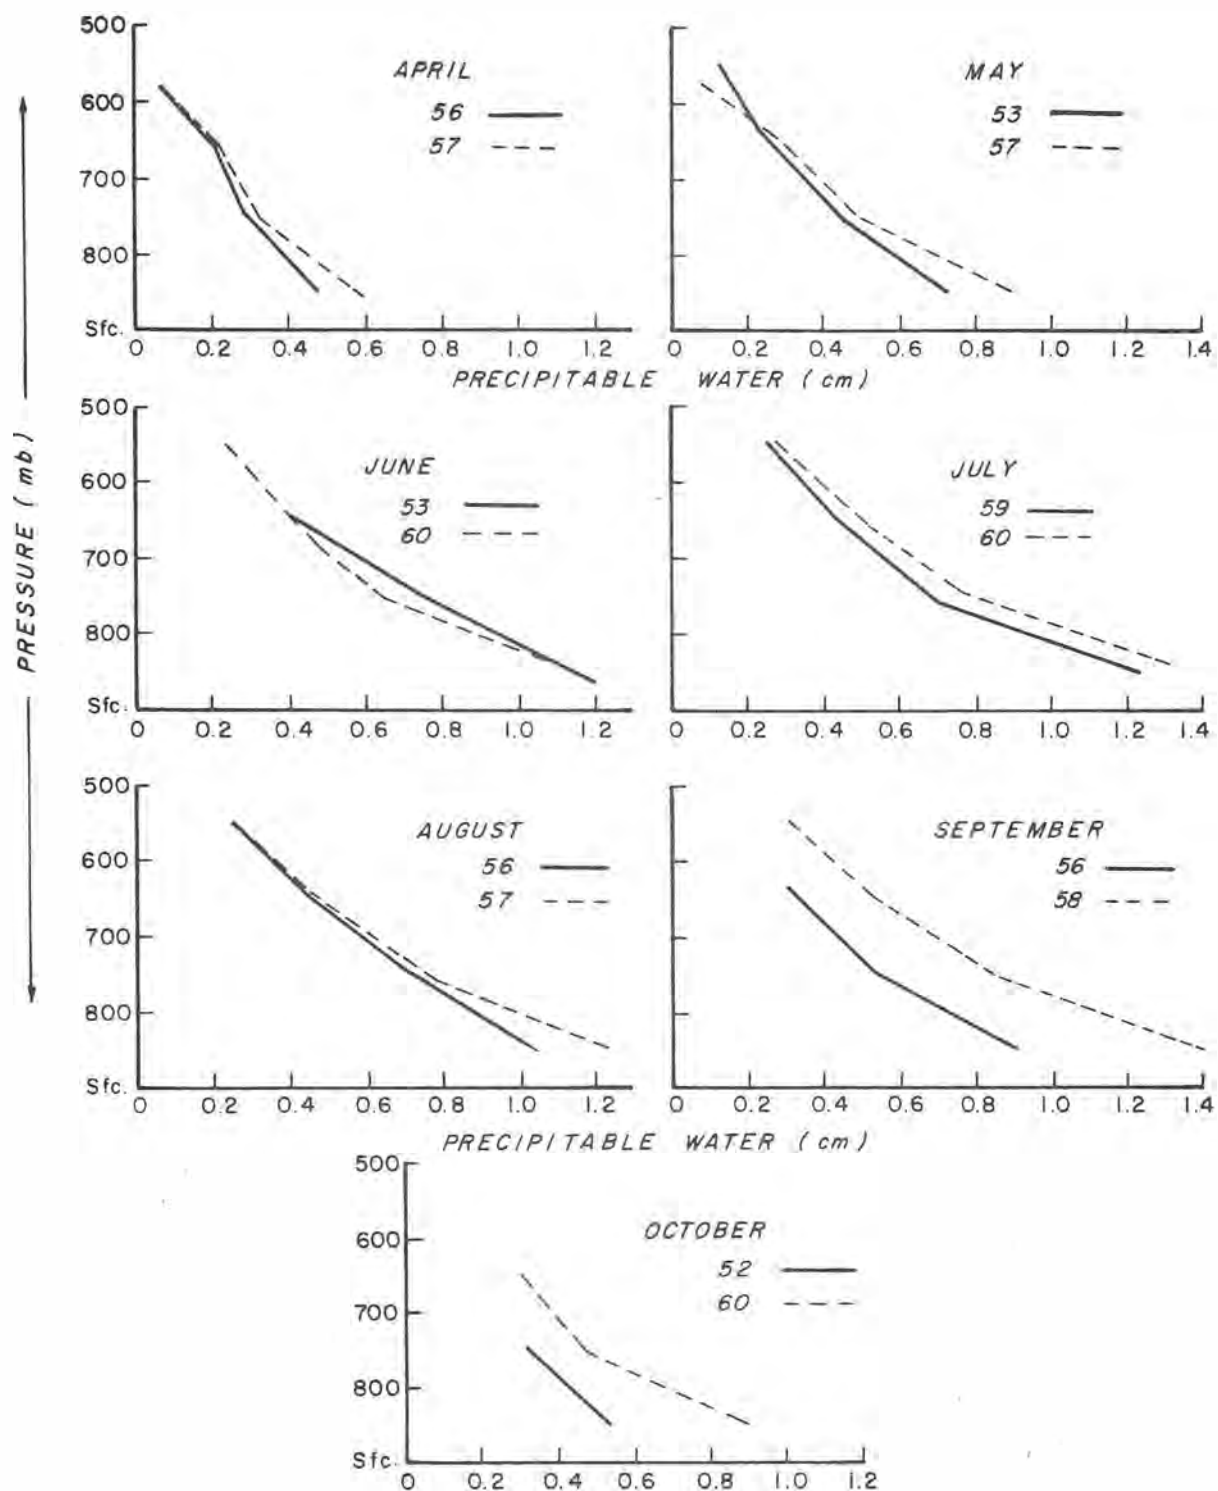 PRESSURE (mb)
500
600
700
800
Sfc.
0 0.2 0.4 0.6 0.8 1.0 1.2
APRIL
56
57
MAY
53
57
0 0.2 0.4 0.6 0.8 1.0 1.2 1.4
PRECIPITABLE WATER (cm)
500
600
700
800
Sfc.
0 0.2 0.4 0.6 0.8 1.0 1.2
JUNE
53
60
JULY
59
60
0 0.2 0.4 0.6 0.8 1.0 1.2 1.4
500
600
700
800
Sfc.
0 0.2 0.4 0.6 0.8 1.0 1.2
AUGUST
56
57
SEPTEMBER
56
58
0 0.2 0.4 0.6 0.8 1.0 1.2 1.4
PRECIPITABLE WATER (cm)
500
600
700
800
Sfc.
OCTOBER
52
60
0 0.2 0.4 0.6 0.8 1.0 1.2